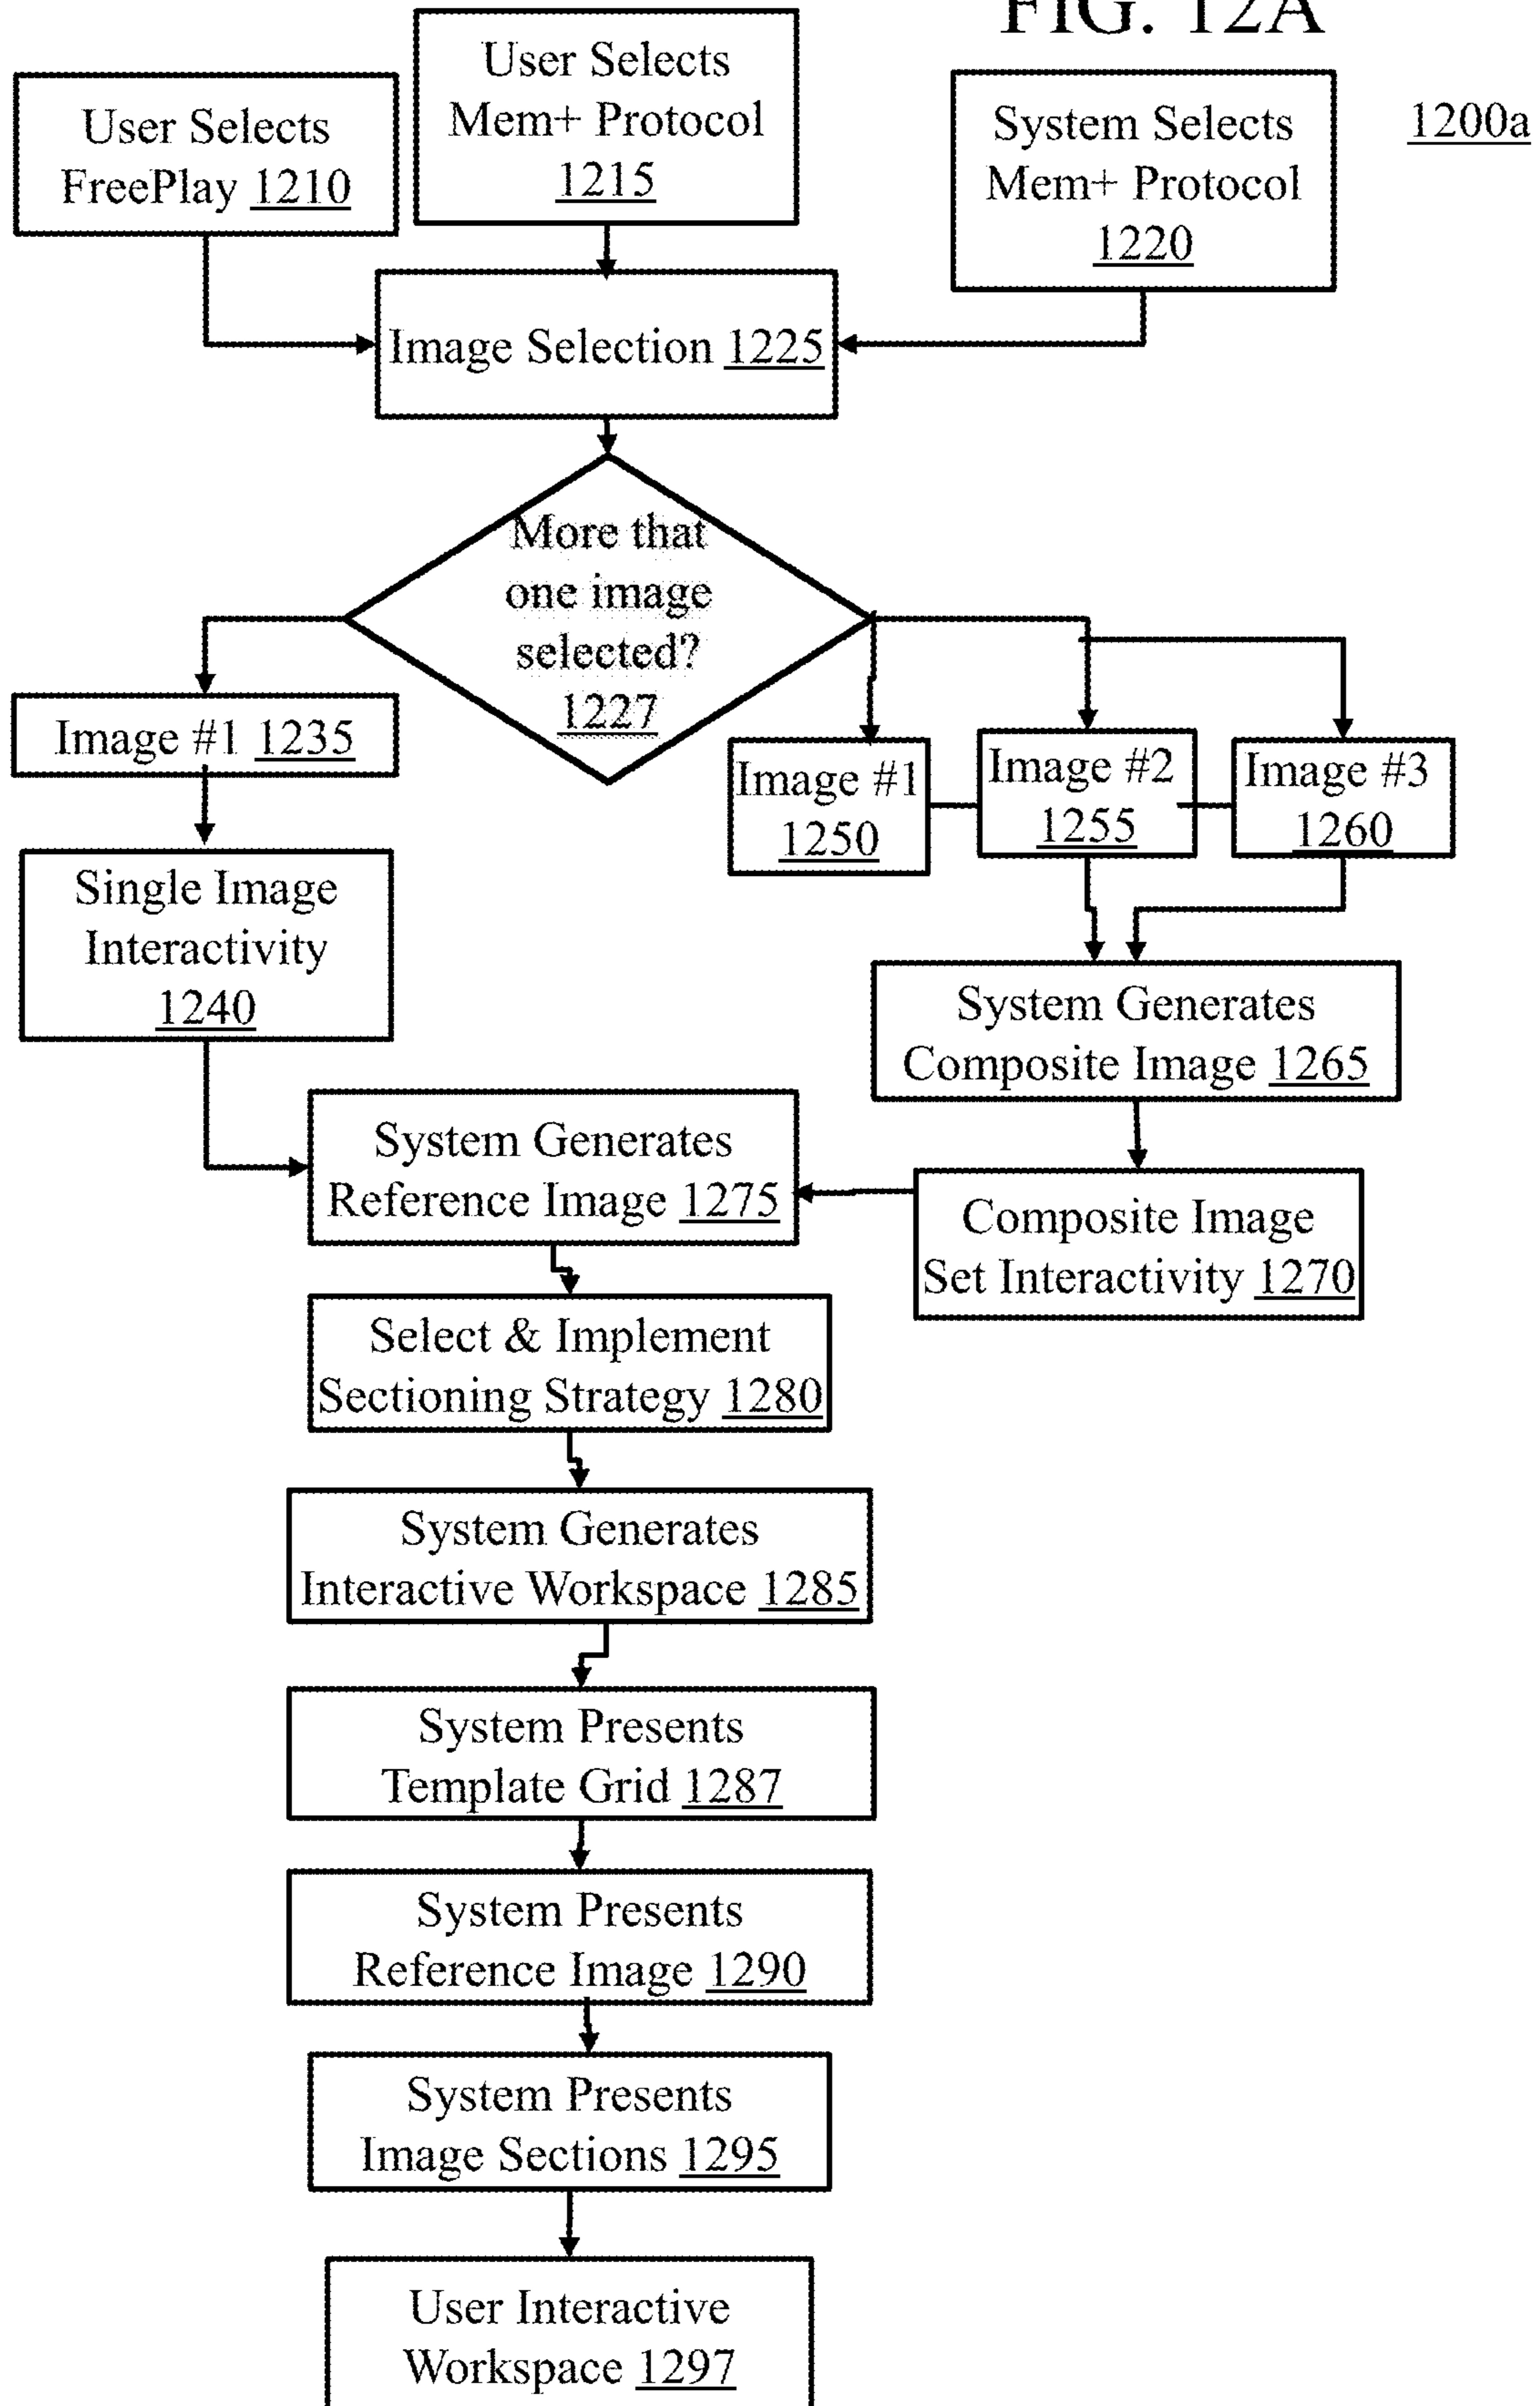 FIG. 12A
1200a
User Selects
FreePlay 1210
User Selects
Mem+ Protocol
1215
System Selects
Mem+ Protocol
1220
Image Selection 1225
More that
one image
selected?
1227
Image #1 1235
Single Image
Interactivity
1240
Image #1
1250
Image #2
1255
Image #3
1260
System Generates
Composite Image 1265
Composite Image
Set Interactivity 1270
System Generates
Reference Image 1275
Select & Implement
Sectioning Strategy 1280
System Generates
Interactive Workspace 1285
System Presents
Template Grid 1287
System Presents
Reference Image 1290
System Presents
Image Sections 1295
User Interactive
Workspace 1297